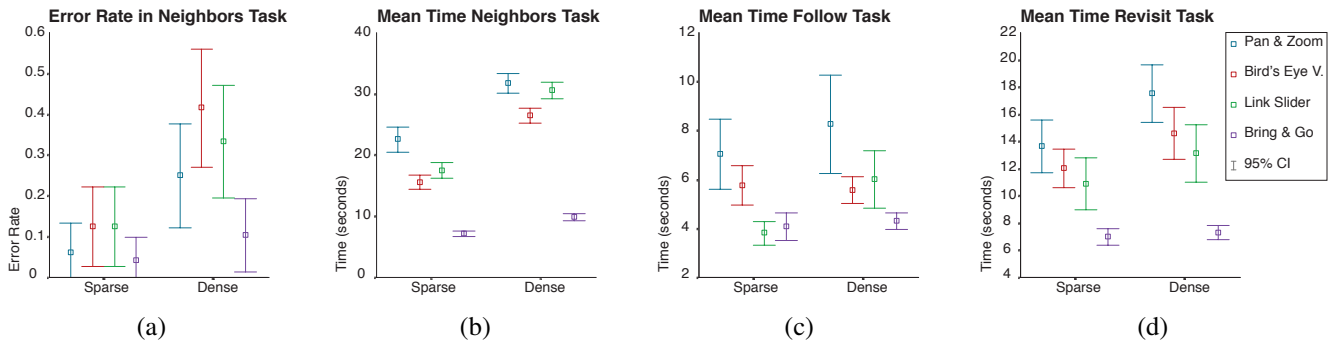 Error Rate in Neighbors Task
0.6
0.5
0.4
0.3
0.2
0.1
0
Error Rate
Sparse Dense
(a)
Mean Time Neighbors Task
40
30
20
10
0
Time (seconds)
Sparse Dense
(b)
Mean Time Follow Task
12
10
8
6
4
2
Time (seconds)
Sparse Dense
(c)
Mean Time Revisit Task
22
20
18
16
14
12
10
8
6
4
Time (seconds)
Sparse Dense
(d)
Pan & Zoom
Bird's Eye V.
Link Slider
Bring & Go
95% CI